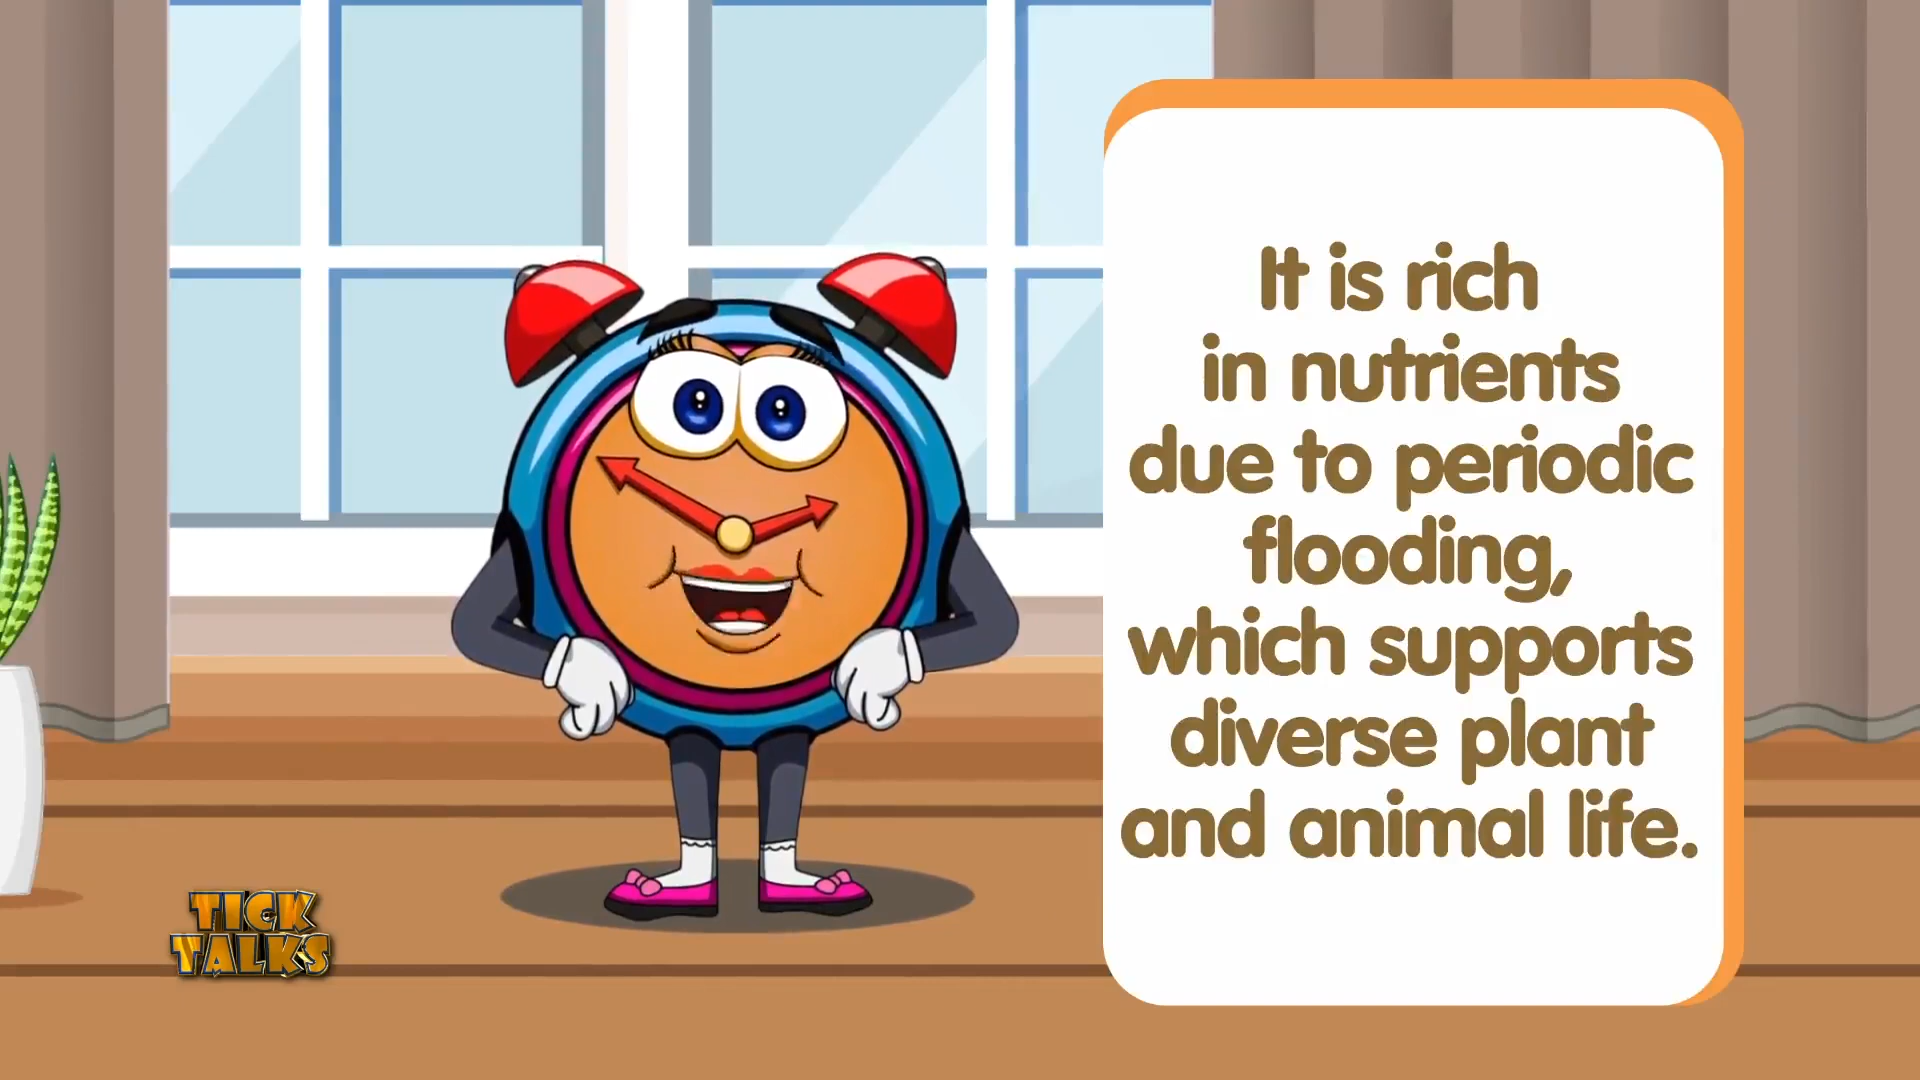 It is rich
in nutrients
due to periodic
flooding,
which supports
diverse plant
and animal life.
TICK
TALKS